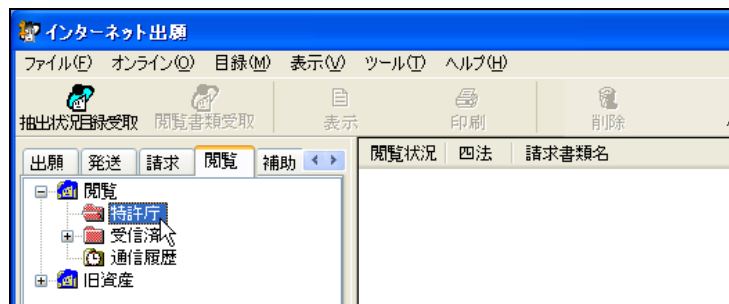 インターネット出願
ファイル(F) オンライン(O) 目録(M) 表示(V) ツール(T) ヘルプ(H)
抽出状況目録受取 閲覧書類受取 表示 印刷 削除
出願 発送 請求 閲覧 補助
閲覧状況 四法 請求書類名
閲覧
特許庁
受信済
通信履歴
旧資産